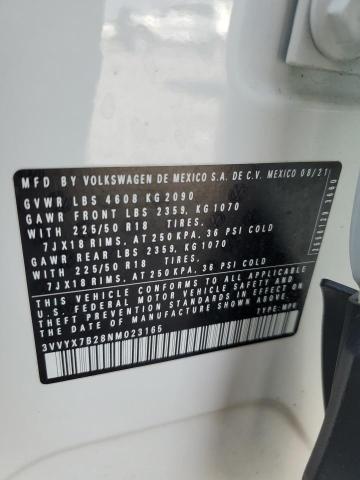 MFD BY VOLKSWAGEN DE MEXICO S.A. DE C.V. MEXICO 08/21
GVWR LBS 4608 KG 2090
GAWR FRONT LBS 2359, KG 1070
WITH 225/50 R18 TIRES,
7JX18 RIMS, AT 250 KPA, 36 PSI COLD
GAWR REAR LBS 2359, KG 1070
WITH 225/50 R18 TIRES,
7JX18 RIMS, AT 250 KPA, 36 PSI COLD
THIS VEHICLE CONFORMS TO ALL APPLICABLE
U.S. FEDERAL MOTOR VEHICLE SAFETY AND
THEFT PREVENTION STANDARDS IN EFFECT ON
THE DATE OF MANUFACTURE SHOWN ABOVE.
3VVYX7B28NM023165 TYPE: MPV